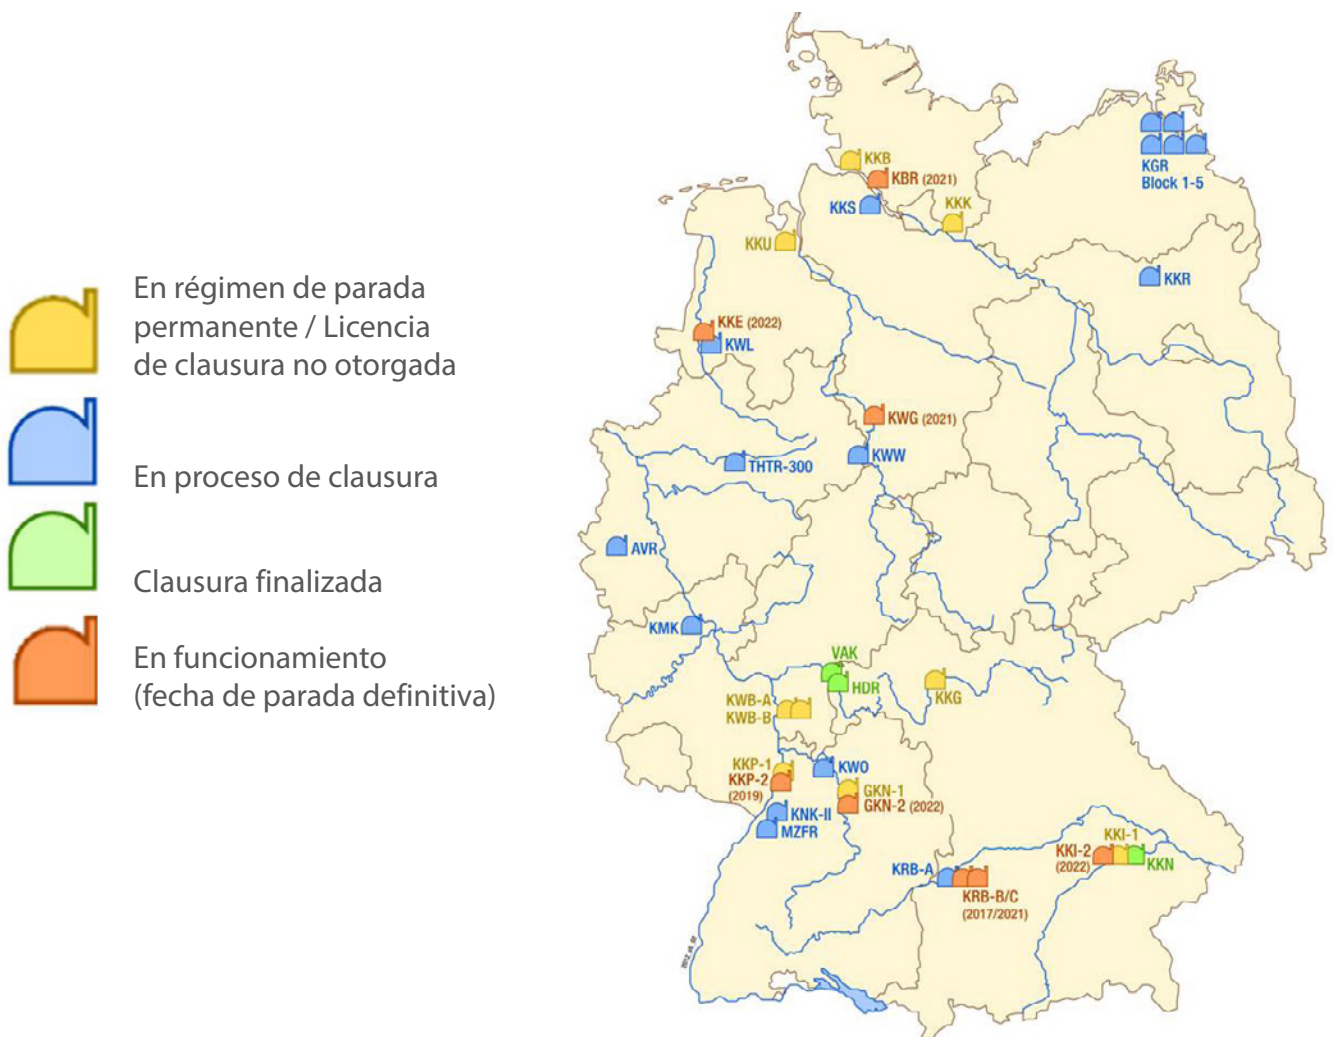 En régimen de parada
permanente / Licencia
de clausura no otorgada
En proceso de clausura
Clausura finalizada
En funcionamiento
(fecha de parada definitiva)
KKB
KBR (2021)
KKS
KKK
KKU
KGR
Block 1-5
KKR
KKE (2022)
KWL
KWG (2021)
KWW
THTR-300
AVR
KMK
VAK
HDR
KKG
KWB-A
KWB-B
KKP-1
KKP-2
(2019)
KWO
GKN-1
GKN-2 (2022)
KNK-II
MZFR
KRB-A
KRB-B/C
(2017/2021)
KKI-1
KKI-2
(2022)
KKN